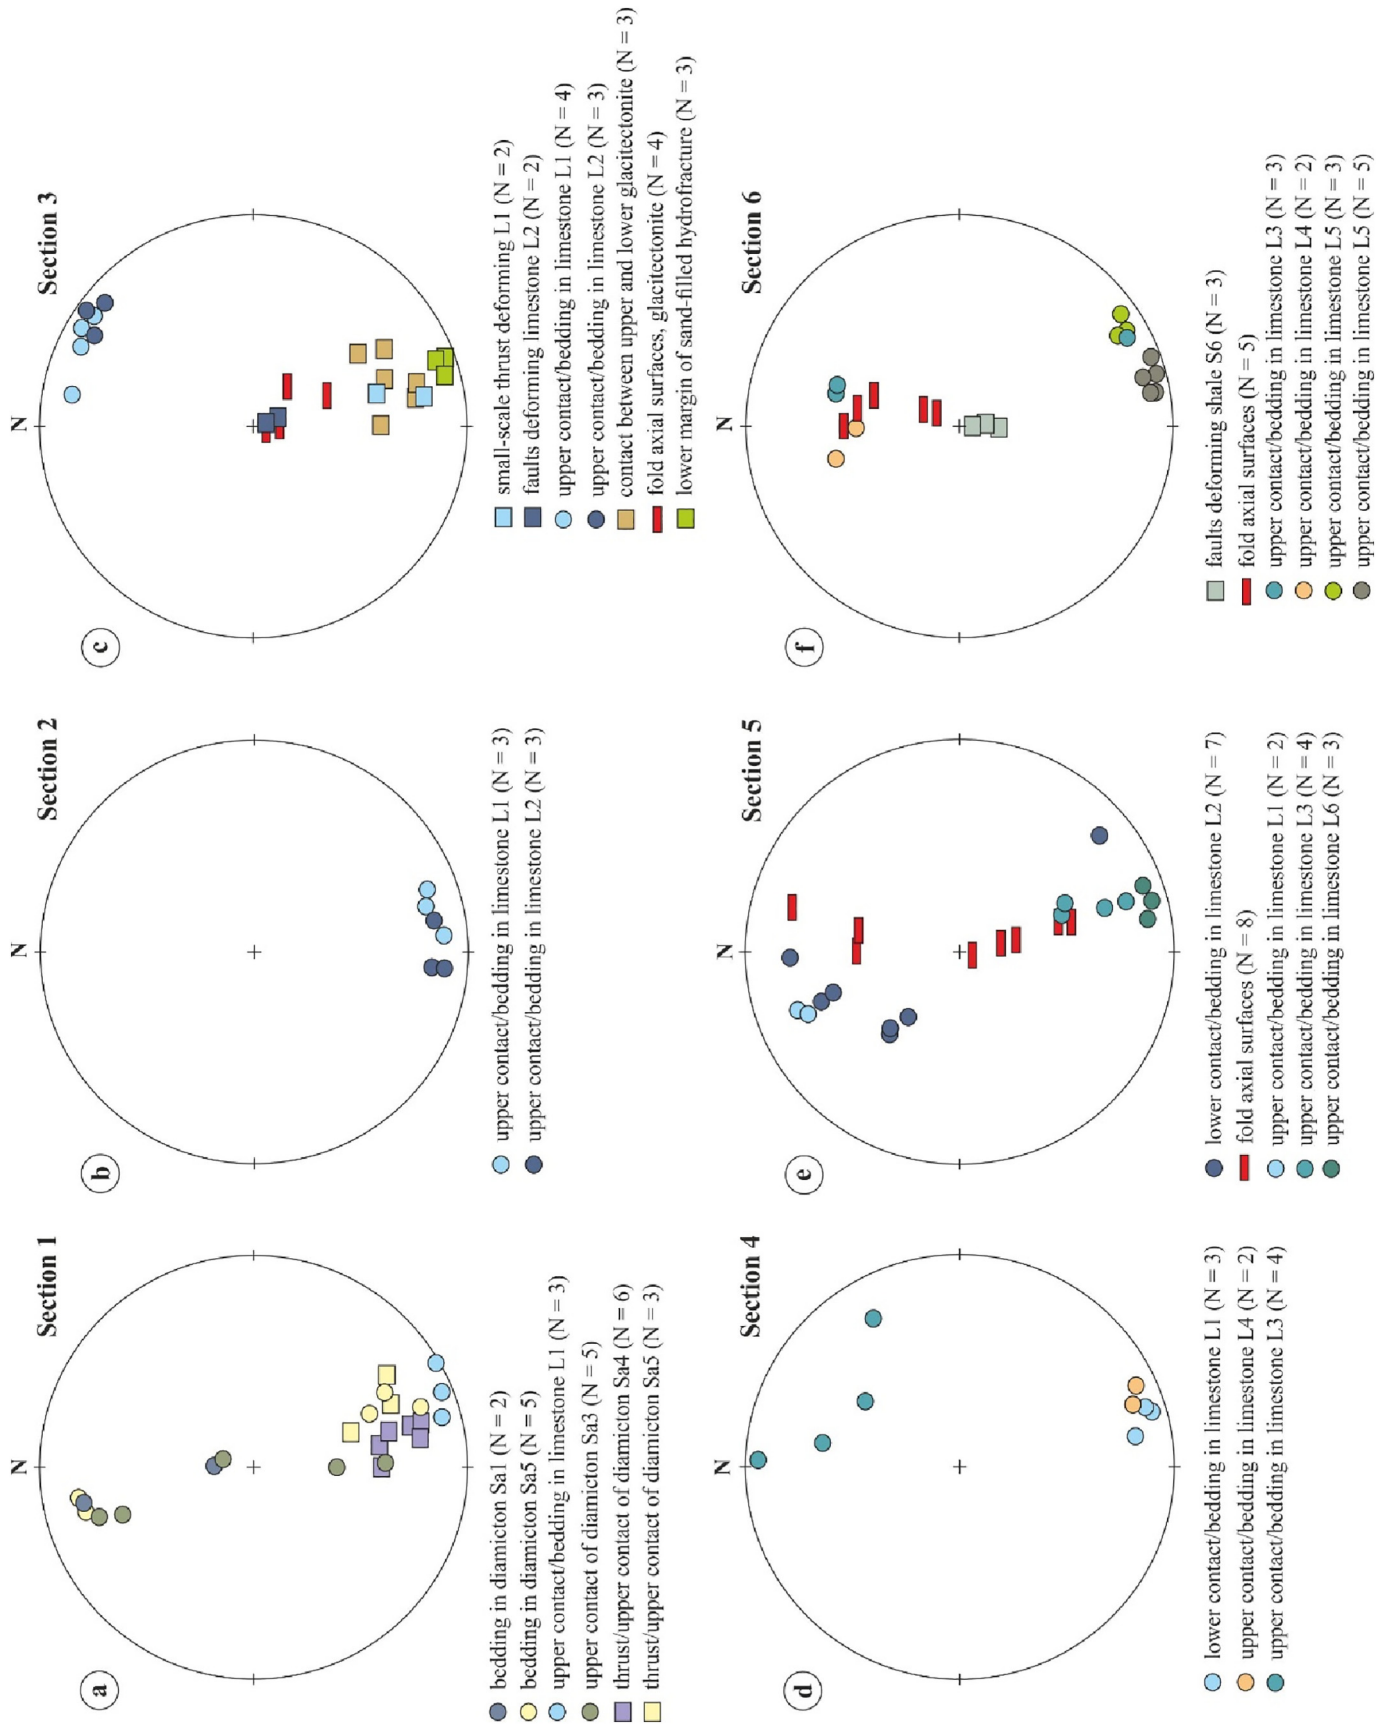 a
Section 1
N
bedding in diamicton Sa1 (N = 2)
bedding in diamicton Sa5 (N = 5)
upper contact/bedding in limestone L1 (N = 3)
upper contact of diamicton Sa3 (N = 5)
thrust/upper contact of diamicton Sa4 (N = 6)
thrust/upper contact of diamicton Sa5 (N = 3)
b
Section 2
N
upper contact/bedding in limestone L1 (N = 3)
upper contact/bedding in limestone L2 (N = 3)
c
Section 3
N
small-scale thrust deforming L1 (N = 2)
faults deforming limestone L2 (N = 2)
upper contact/bedding in limestone L1 (N = 4)
upper contact/bedding in limestone L2 (N = 3)
contact between upper and lower glacitectonite (N = 3)
fold axial surfaces, glacitectonite (N = 4)
lower margin of sand-filled hydrofracture (N = 3)
d
Section 4
N
lower contact/bedding in limestone L1 (N = 3)
upper contact/bedding in limestone L4 (N = 2)
upper contact/bedding in limestone L3 (N = 4)
e
Section 5
N
lower contact/bedding in limestone L2 (N = 7)
fold axial surfaces (N = 8)
upper contact/bedding in limestone L1 (N = 2)
upper contact/bedding in limestone L3 (N = 4)
upper contact/bedding in limestone L6 (N = 3)
f
Section 6
N
faults deforming shale S6 (N = 3)
fold axial surfaces (N = 5)
upper contact/bedding in limestone L3 (N = 3)
upper contact/bedding in limestone L4 (N = 2)
upper contact/bedding in limestone L5 (N = 3)
upper contact/bedding in limestone L5 (N = 5)